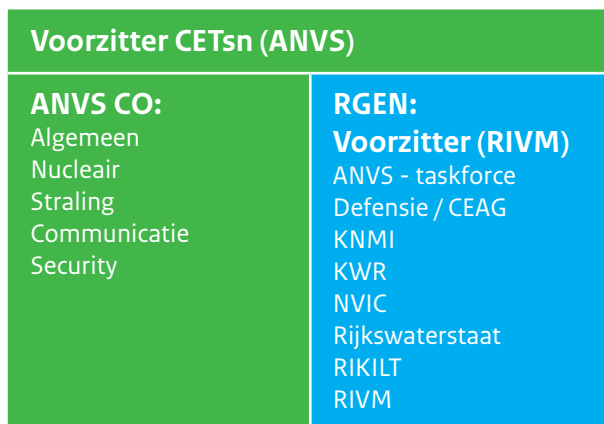 Voorzitter CETsn (ANVS)
ANVS CO:
Algemeen
Nucleair
Straling
Communicatie
Security
RGEN:
Voorzitter (RIVM)
ANVS - taskforce
Defensie / CEAG
KNMI
KWR
NVIC
Rijkswaterstaat
RIKILT
RIVM